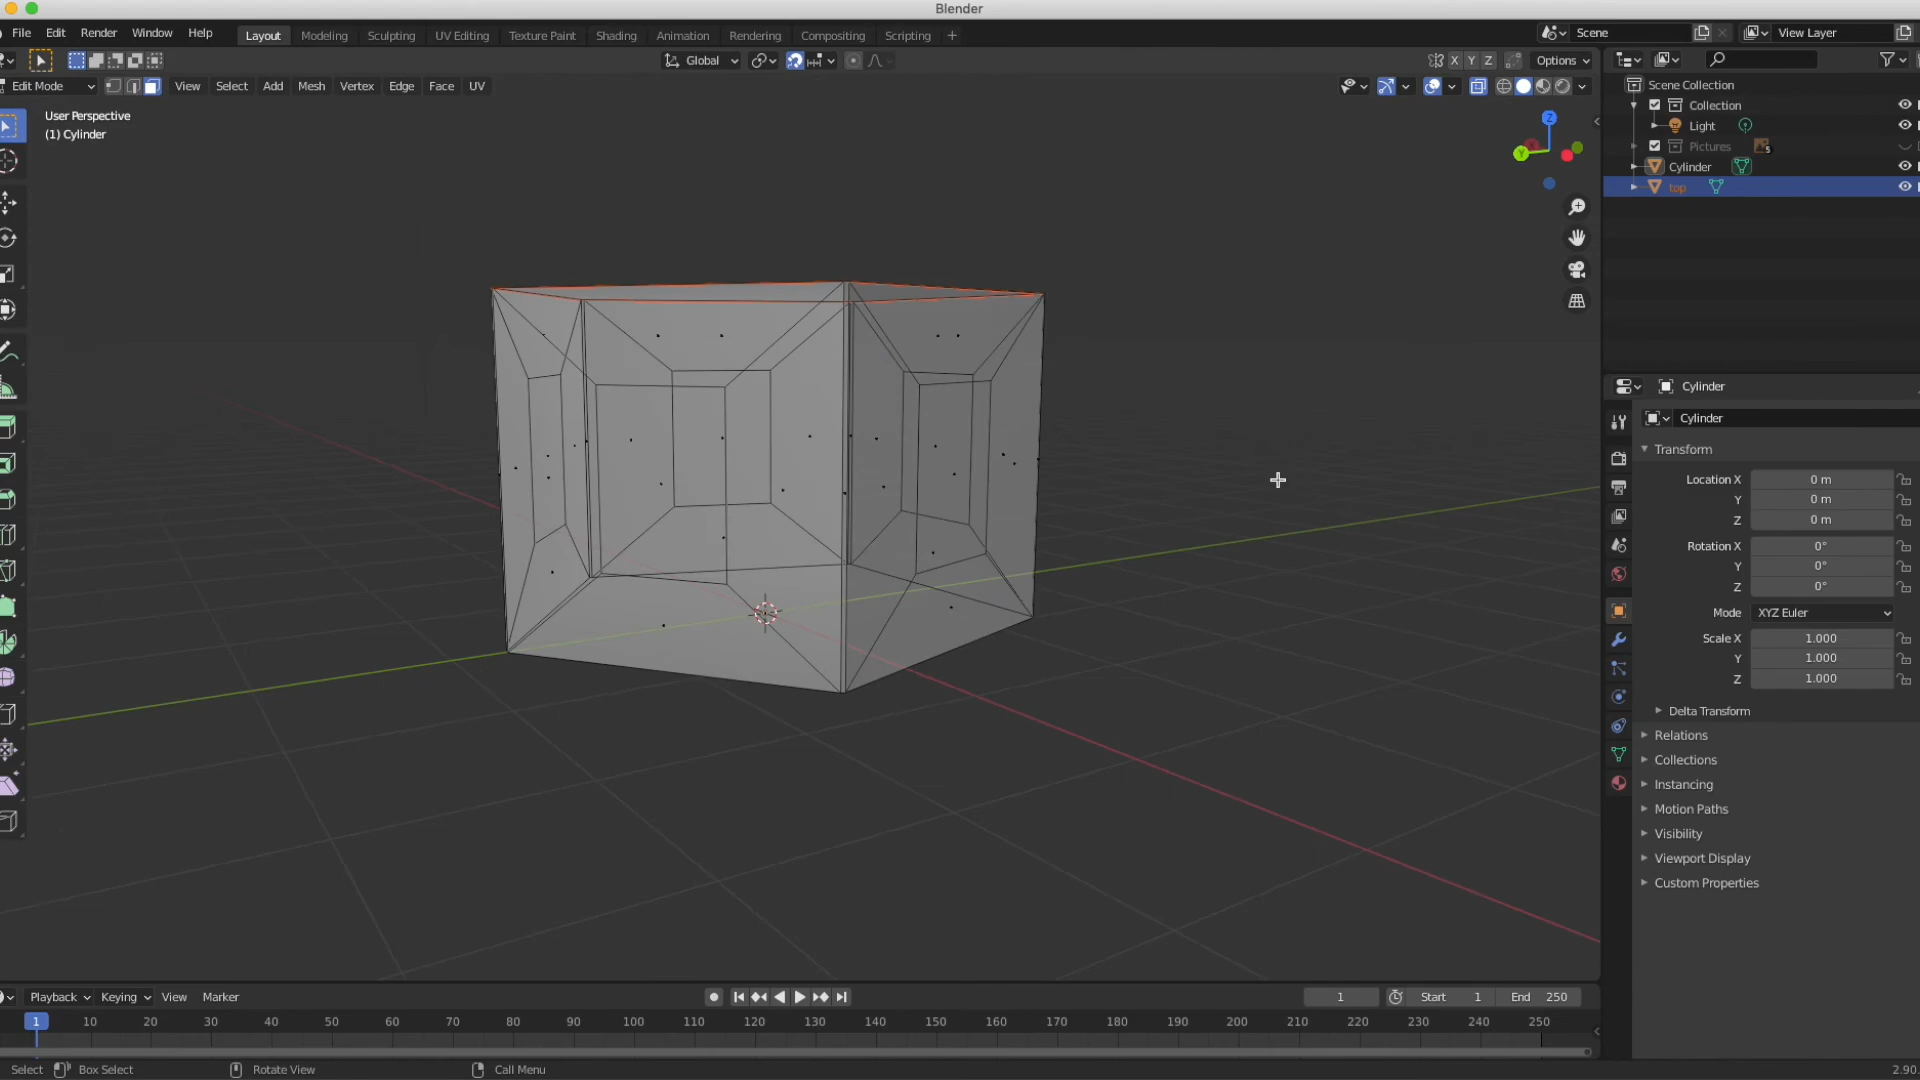 Blender
File Edit Render Window Help Layout Modeling Sculpting UV Editing Texture Paint Shading Animation Rendering Compositing Scripting + Scene View Layer
Global X Y Z Options
Edit Mode View Select Add Mesh Vertex Edge Face UV
User Perspective
(1) Cylinder
Z
Y
X
Scene Collection
Collection
Light
Pictures 5
Cylinder
top
Cylinder
Cylinder
Transform
Location X 0 m
Y 0 m
Z 0 m
Rotation X 0°
Y 0°
Z 0°
Mode XYZ Euler
Scale X 1.000
Y 1.000
Z 1.000
Delta Transform
Relations
Collections
Instancing
Motion Paths
Visibility
Viewport Display
Custom Properties
Playback Keying View Marker 1 Start 1 End 250
1 10 20 30 40 50 60 70 80 90 100 110 120 130 140 150 160 170 180 190 200 210 220 230 240 250
Select Box Select Rotate View Call Menu 2.90.